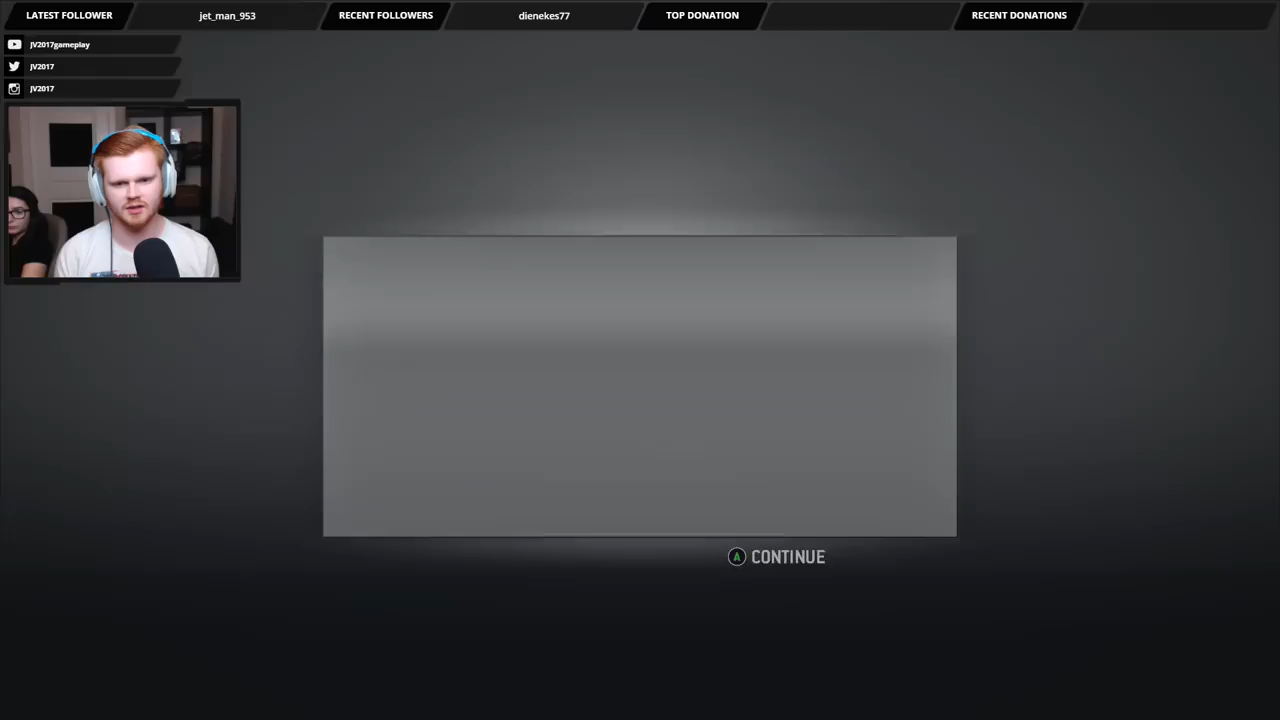 LATEST FOLLOWER
jet_man_953
RECENT FOLLOWERS
dienekes77
TOP DONATION
RECENT DONATIONS
JV2017gameplay
JV2017
JV2017
A CONTINUE